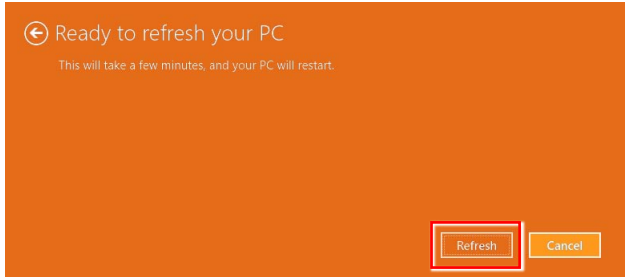 Ready to refresh your PC
This will take a few minutes, and your PC will restart.
Refresh
Cancel